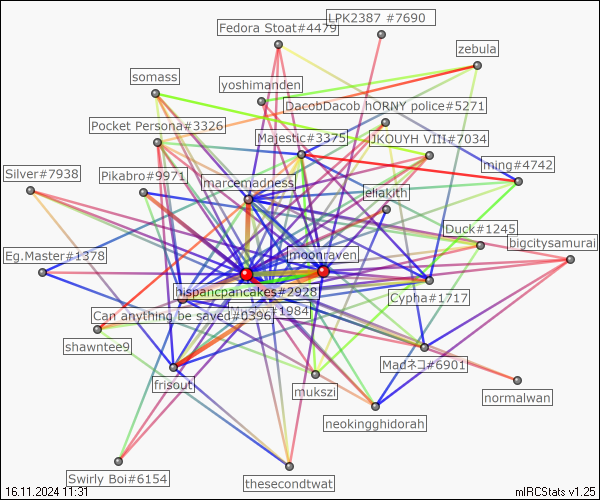 LPK2387 #7690
Fedora Stoat#4479
zebula
somass
yoshimanden
DacobDacob hORNY police#5271
Pocket Persona#3326
Majestic#3375
JKOUYH VIII#7034
ming#4742
Silver#7938
Pikabro#9971
marcemadness
eliakith
Duck#1245
bigcitysamurai
Eg.Master#1378
moonraven
hispancpancakes#2928
Cypha#1717
Can anything be saved#0396
#1984
shawntee9
Madネコ#6901
frisout
mukszi
normalwan
neokingghidorah
Swirly Boi#6154
thesecondtwat
16.11.2024 11:31
mIRCStats v1.25